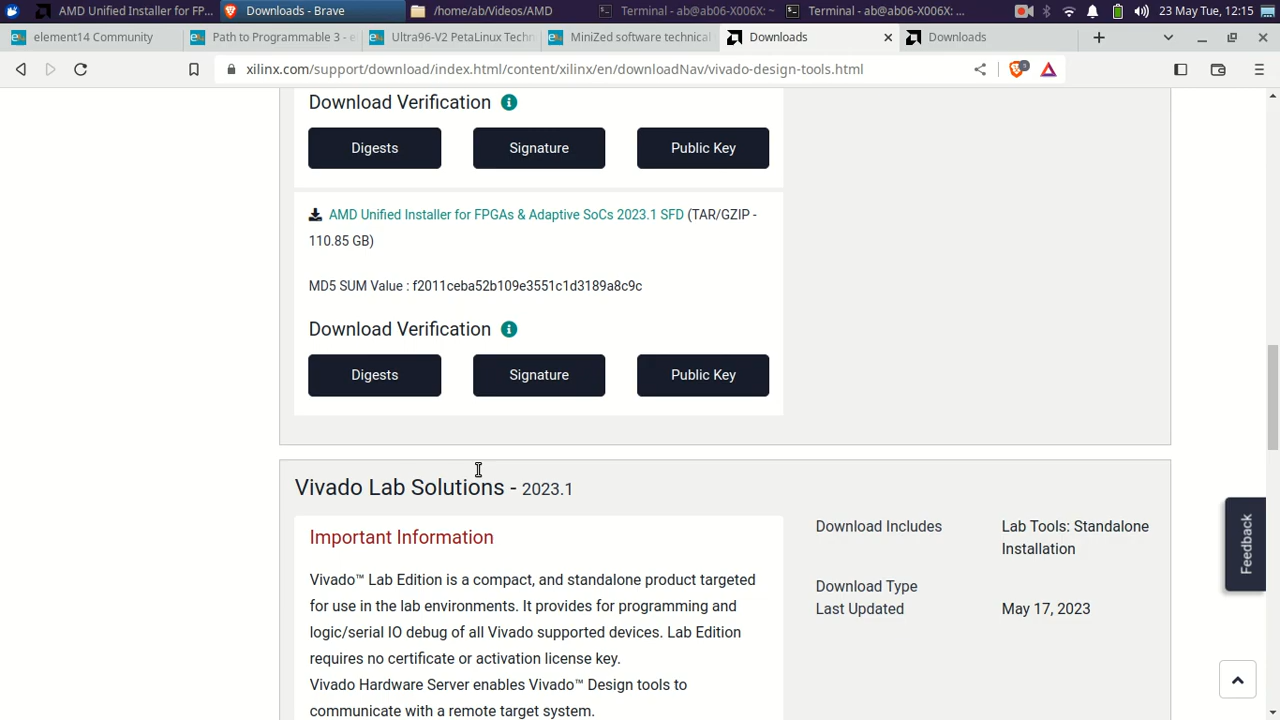 AMD Unified Installer for FP... Downloads - Brave /home/ab/Videos/AMD Terminal - ab@ab06-X006X: ~ Terminal - ab@ab06-X006X: ... 23 May Tue, 12:15
element14 Community Path to Programmable 3 - e Ultra96-V2 PetaLinux Techn MiniZed software technical Downloads Downloads
xilinx.com/support/download/index.html/content/xilinx/en/downloadNav/vivado-design-tools.html
Download Verification
Digests Signature Public Key
AMD Unified Installer for FPGAs & Adaptive SoCs 2023.1 SFD (TAR/GZIP -
110.85 GB)
MD5 SUM Value : f2011ceba52b109e3551c1d3189a8c9c
Download Verification
Digests Signature Public Key
Vivado Lab Solutions - 2023.1
Important Information
Vivado™ Lab Edition is a compact, and standalone product targeted
for use in the lab environments. It provides for programming and
logic/serial IO debug of all Vivado supported devices. Lab Edition
requires no certificate or activation license key.
Vivado Hardware Server enables Vivado™ Design tools to
communicate with a remote target system.
Download Includes Lab Tools: Standalone
Installation
Download Type
Last Updated May 17, 2023
Feedback